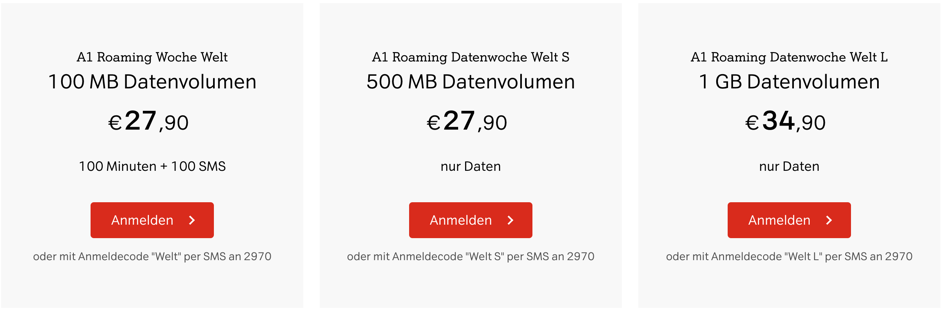 A1 Roaming Woche Welt
100 MB Datenvolumen
€27,90
100 Minuten + 100 SMS
Anmelden
oder mit Anmeldecode "Welt" per SMS an 2970
A1 Roaming Datenwoche Welt S
500 MB Datenvolumen
€27,90
nur Daten
Anmelden
oder mit Anmeldecode "Welt S" per SMS an 2970
A1 Roaming Datenwoche Welt L
1 GB Datenvolumen
€34,90
nur Daten
Anmelden
oder mit Anmeldecode "Welt L" per SMS an 2970